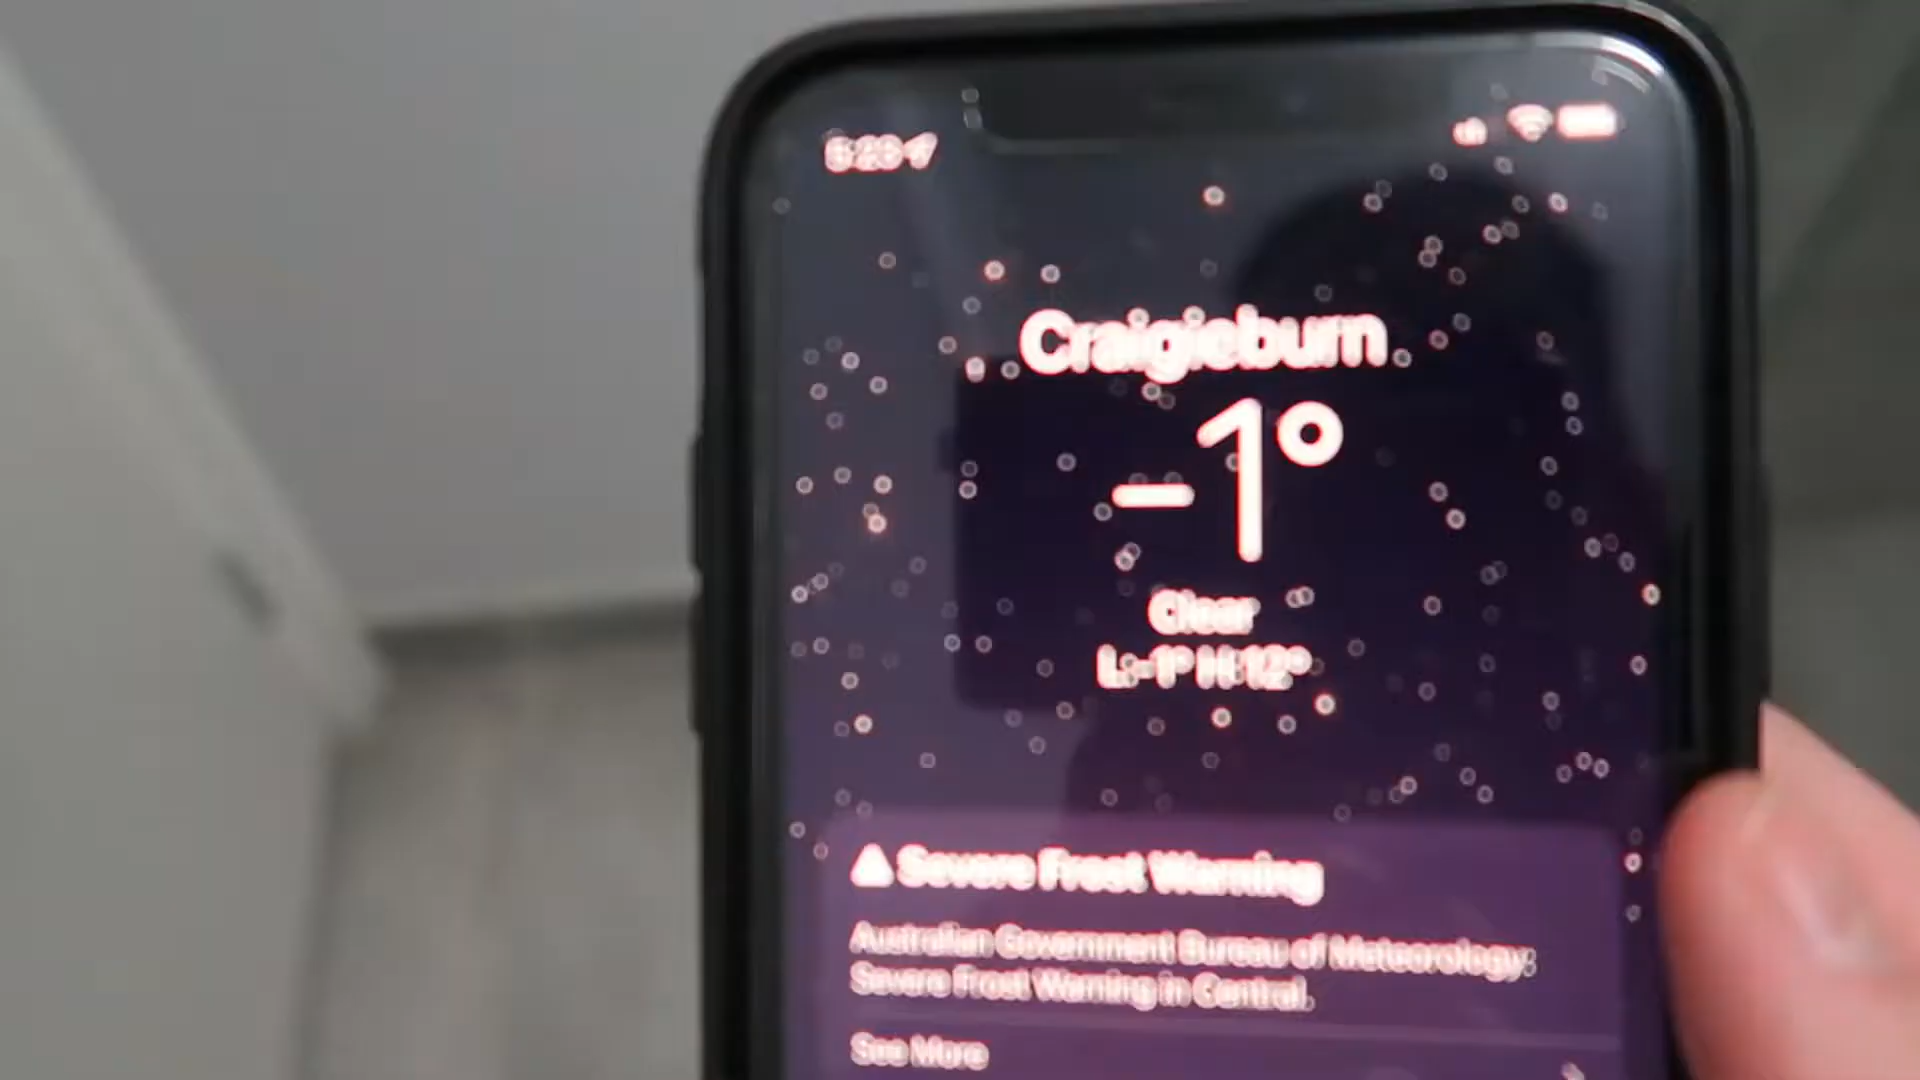 Craigieburn
-1°
Clear
L:-1° H:12°
Severe Frost Warning
Australian Government Bureau of Meteorology:
Severe Frost Warning in Central.
See More